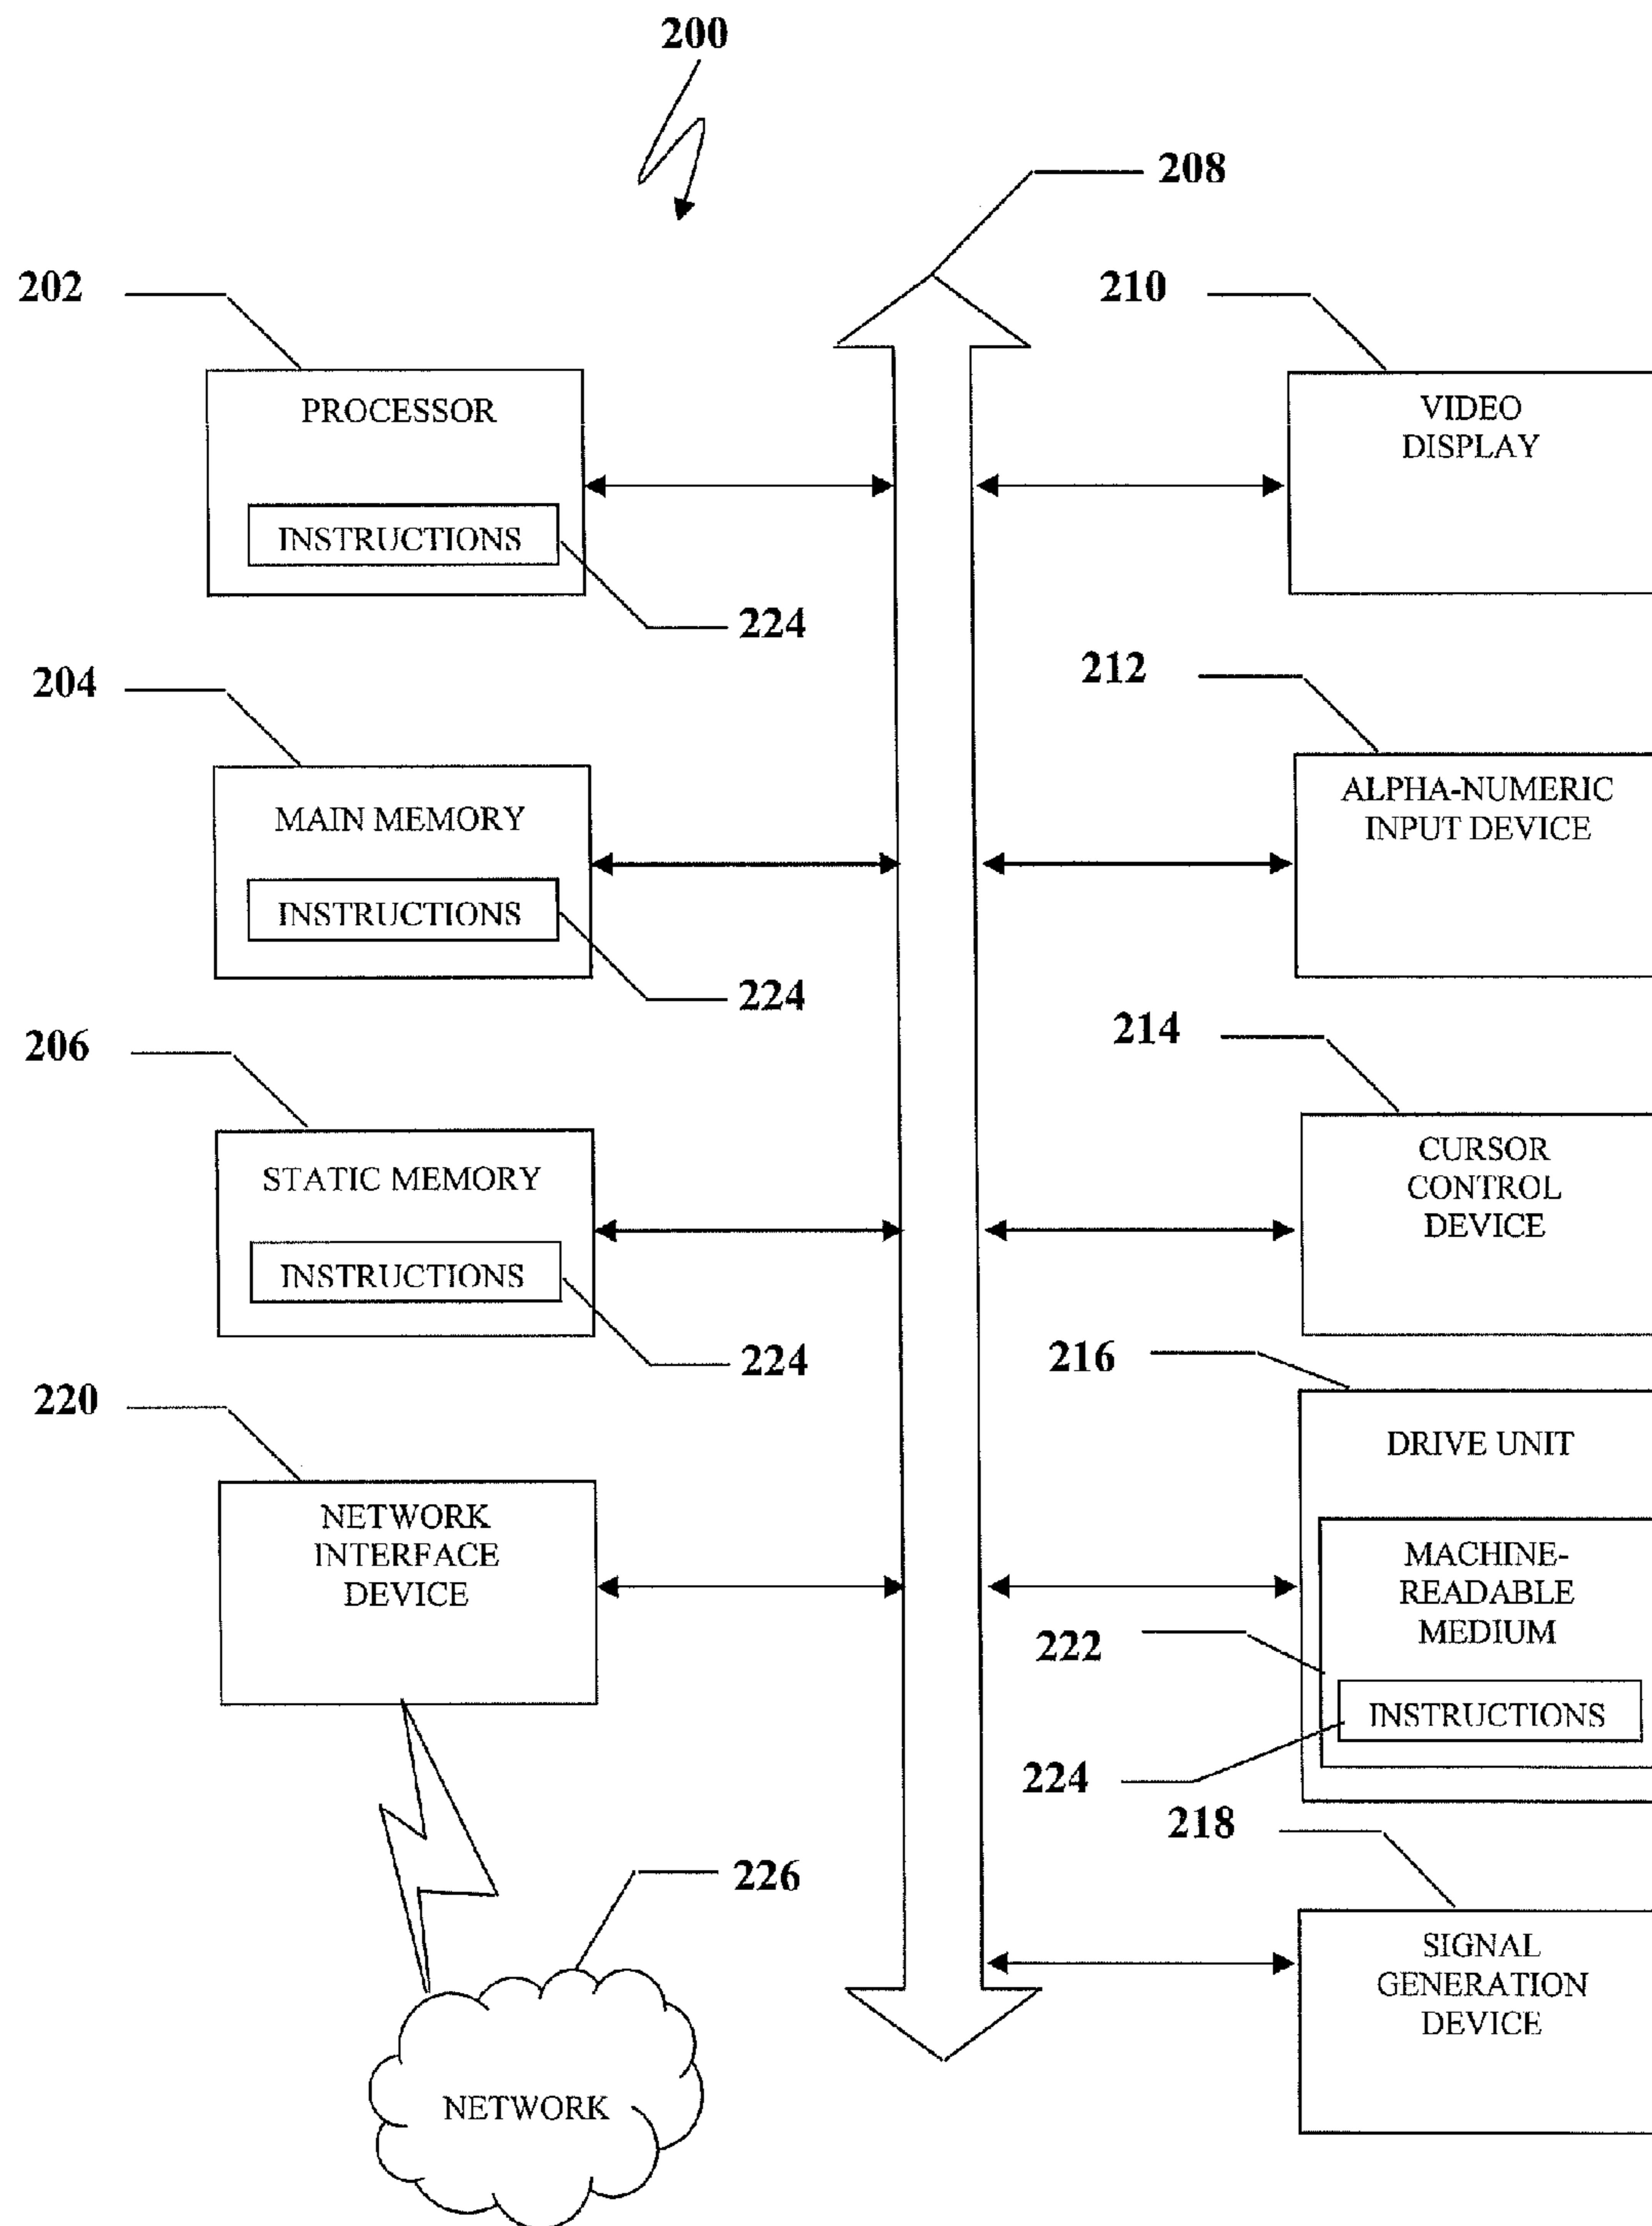 200
208
202
PROCESSOR
INSTRUCTIONS
224
204
MAIN MEMORY
INSTRUCTIONS
224
206
STATIC MEMORY
INSTRUCTIONS
224
220
NETWORK
INTERFACE
DEVICE
226
NETWORK
210
VIDEO
DISPLAY
212
ALPHA-NUMERIC
INPUT DEVICE
214
CURSOR
CONTROL
DEVICE
216
DRIVE UNIT
MACHINE-
READABLE
MEDIUM
222
INSTRUCTIONS
224
218
SIGNAL
GENERATION
DEVICE